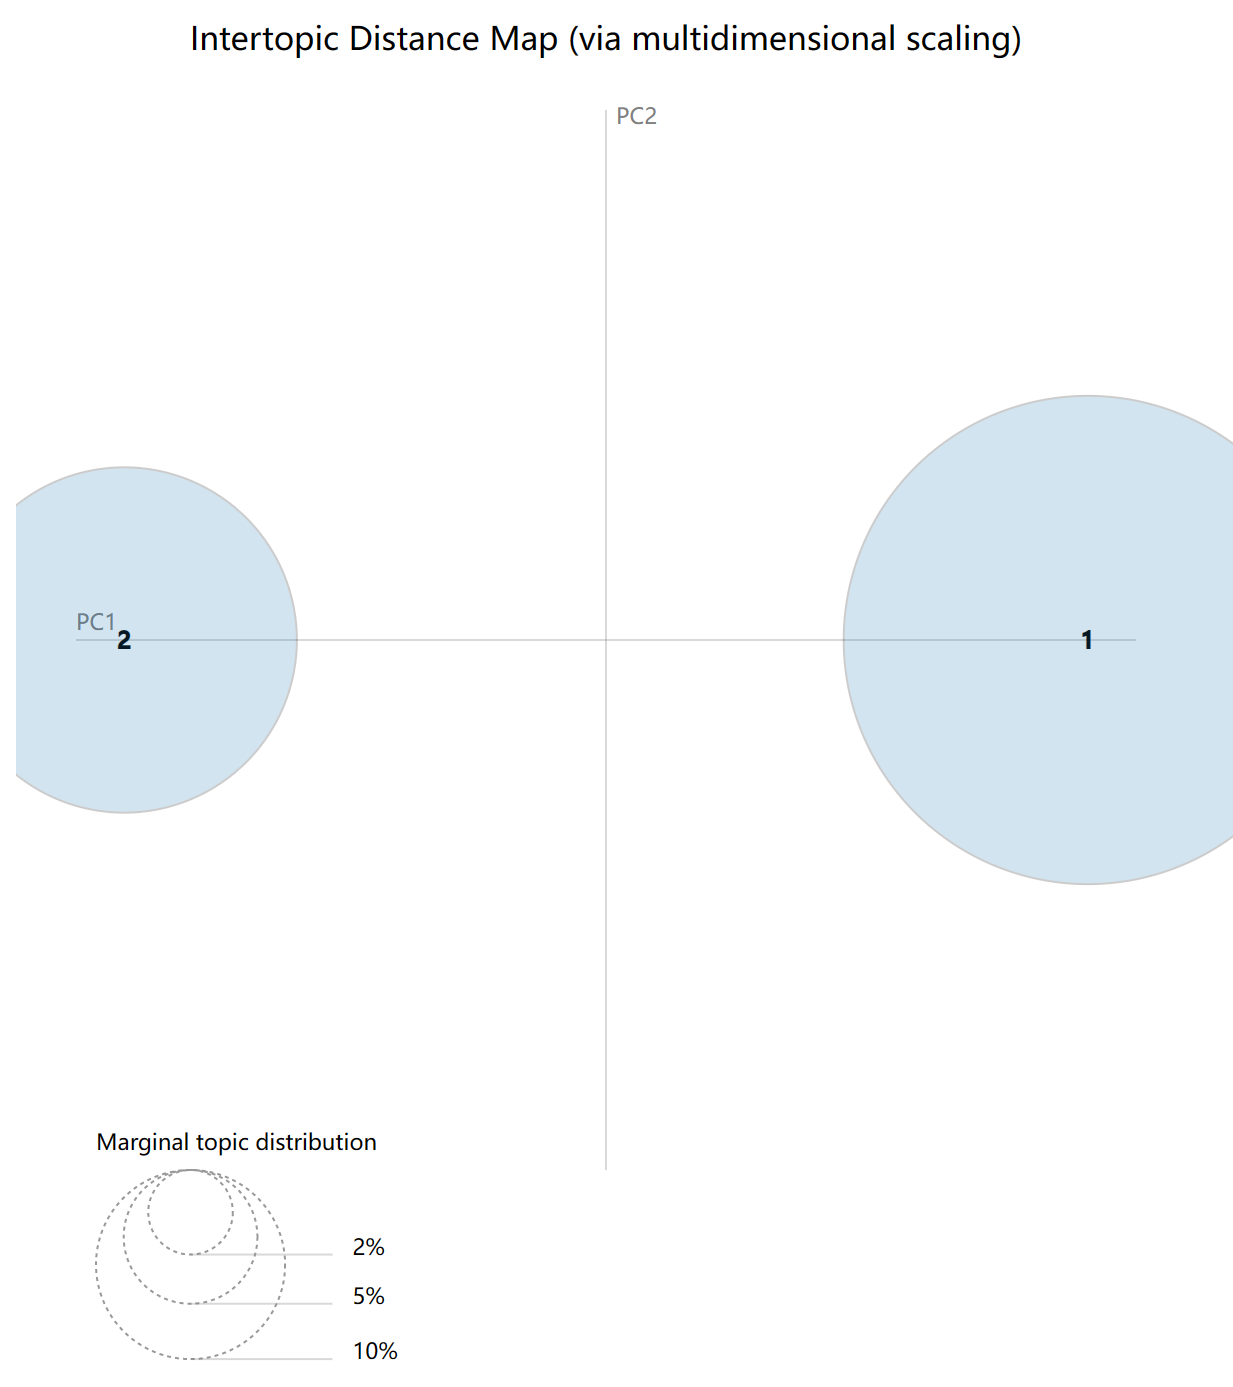 Intertopic Distance Map (via multidimensional scaling)
PC2
PC1
2
1
Marginal topic distribution
2%
5%
10%